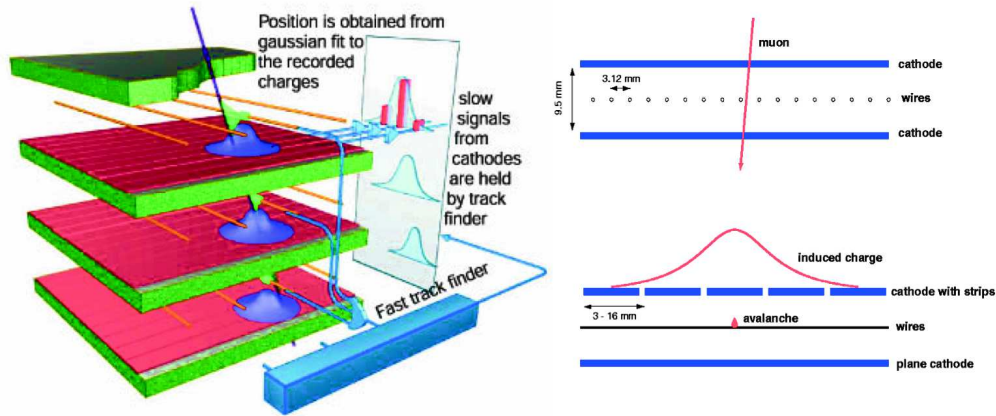 Position is obtained from
gaussian fit to
the recorded
charges
slow
signals
from
cathodes
are held
by track
finder
Fast track finder
muon
cathode
3.12 mm
wires
9.5 mm
cathode
induced charge
cathode with strips
3 - 16 mm
avalanche
wires
plane cathode